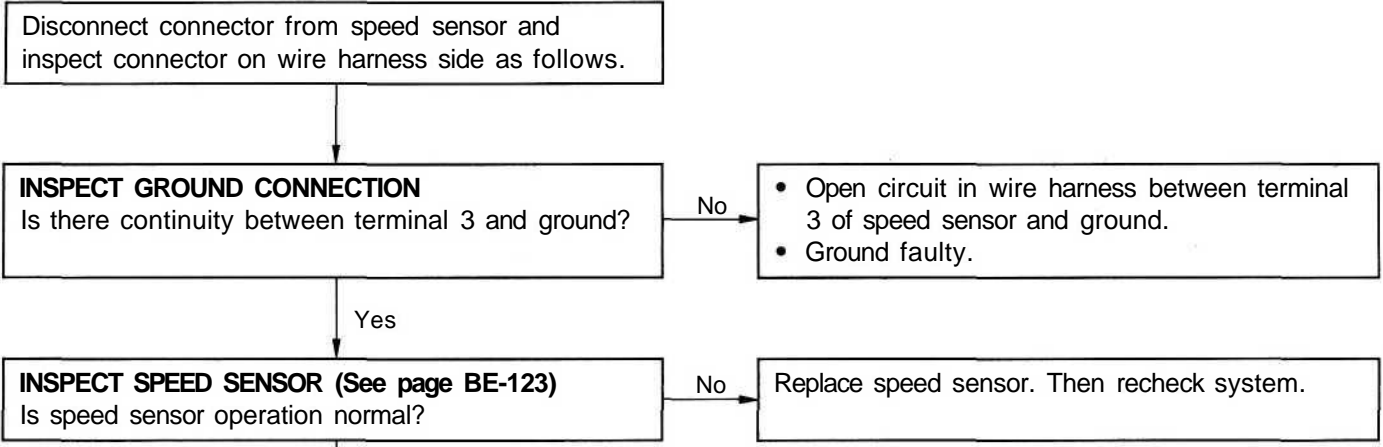 Disconnect connector from speed sensor and
inspect connector on wire harness side as follows.
INSPECT GROUND CONNECTION
Is there continuity between terminal 3 and ground?
No
• Open circuit in wire harness between terminal
3 of speed sensor and ground.
• Ground faulty.
Yes
INSPECT SPEED SENSOR (See page BE-123)
Is speed sensor operation normal?
No
Replace speed sensor. Then recheck system.